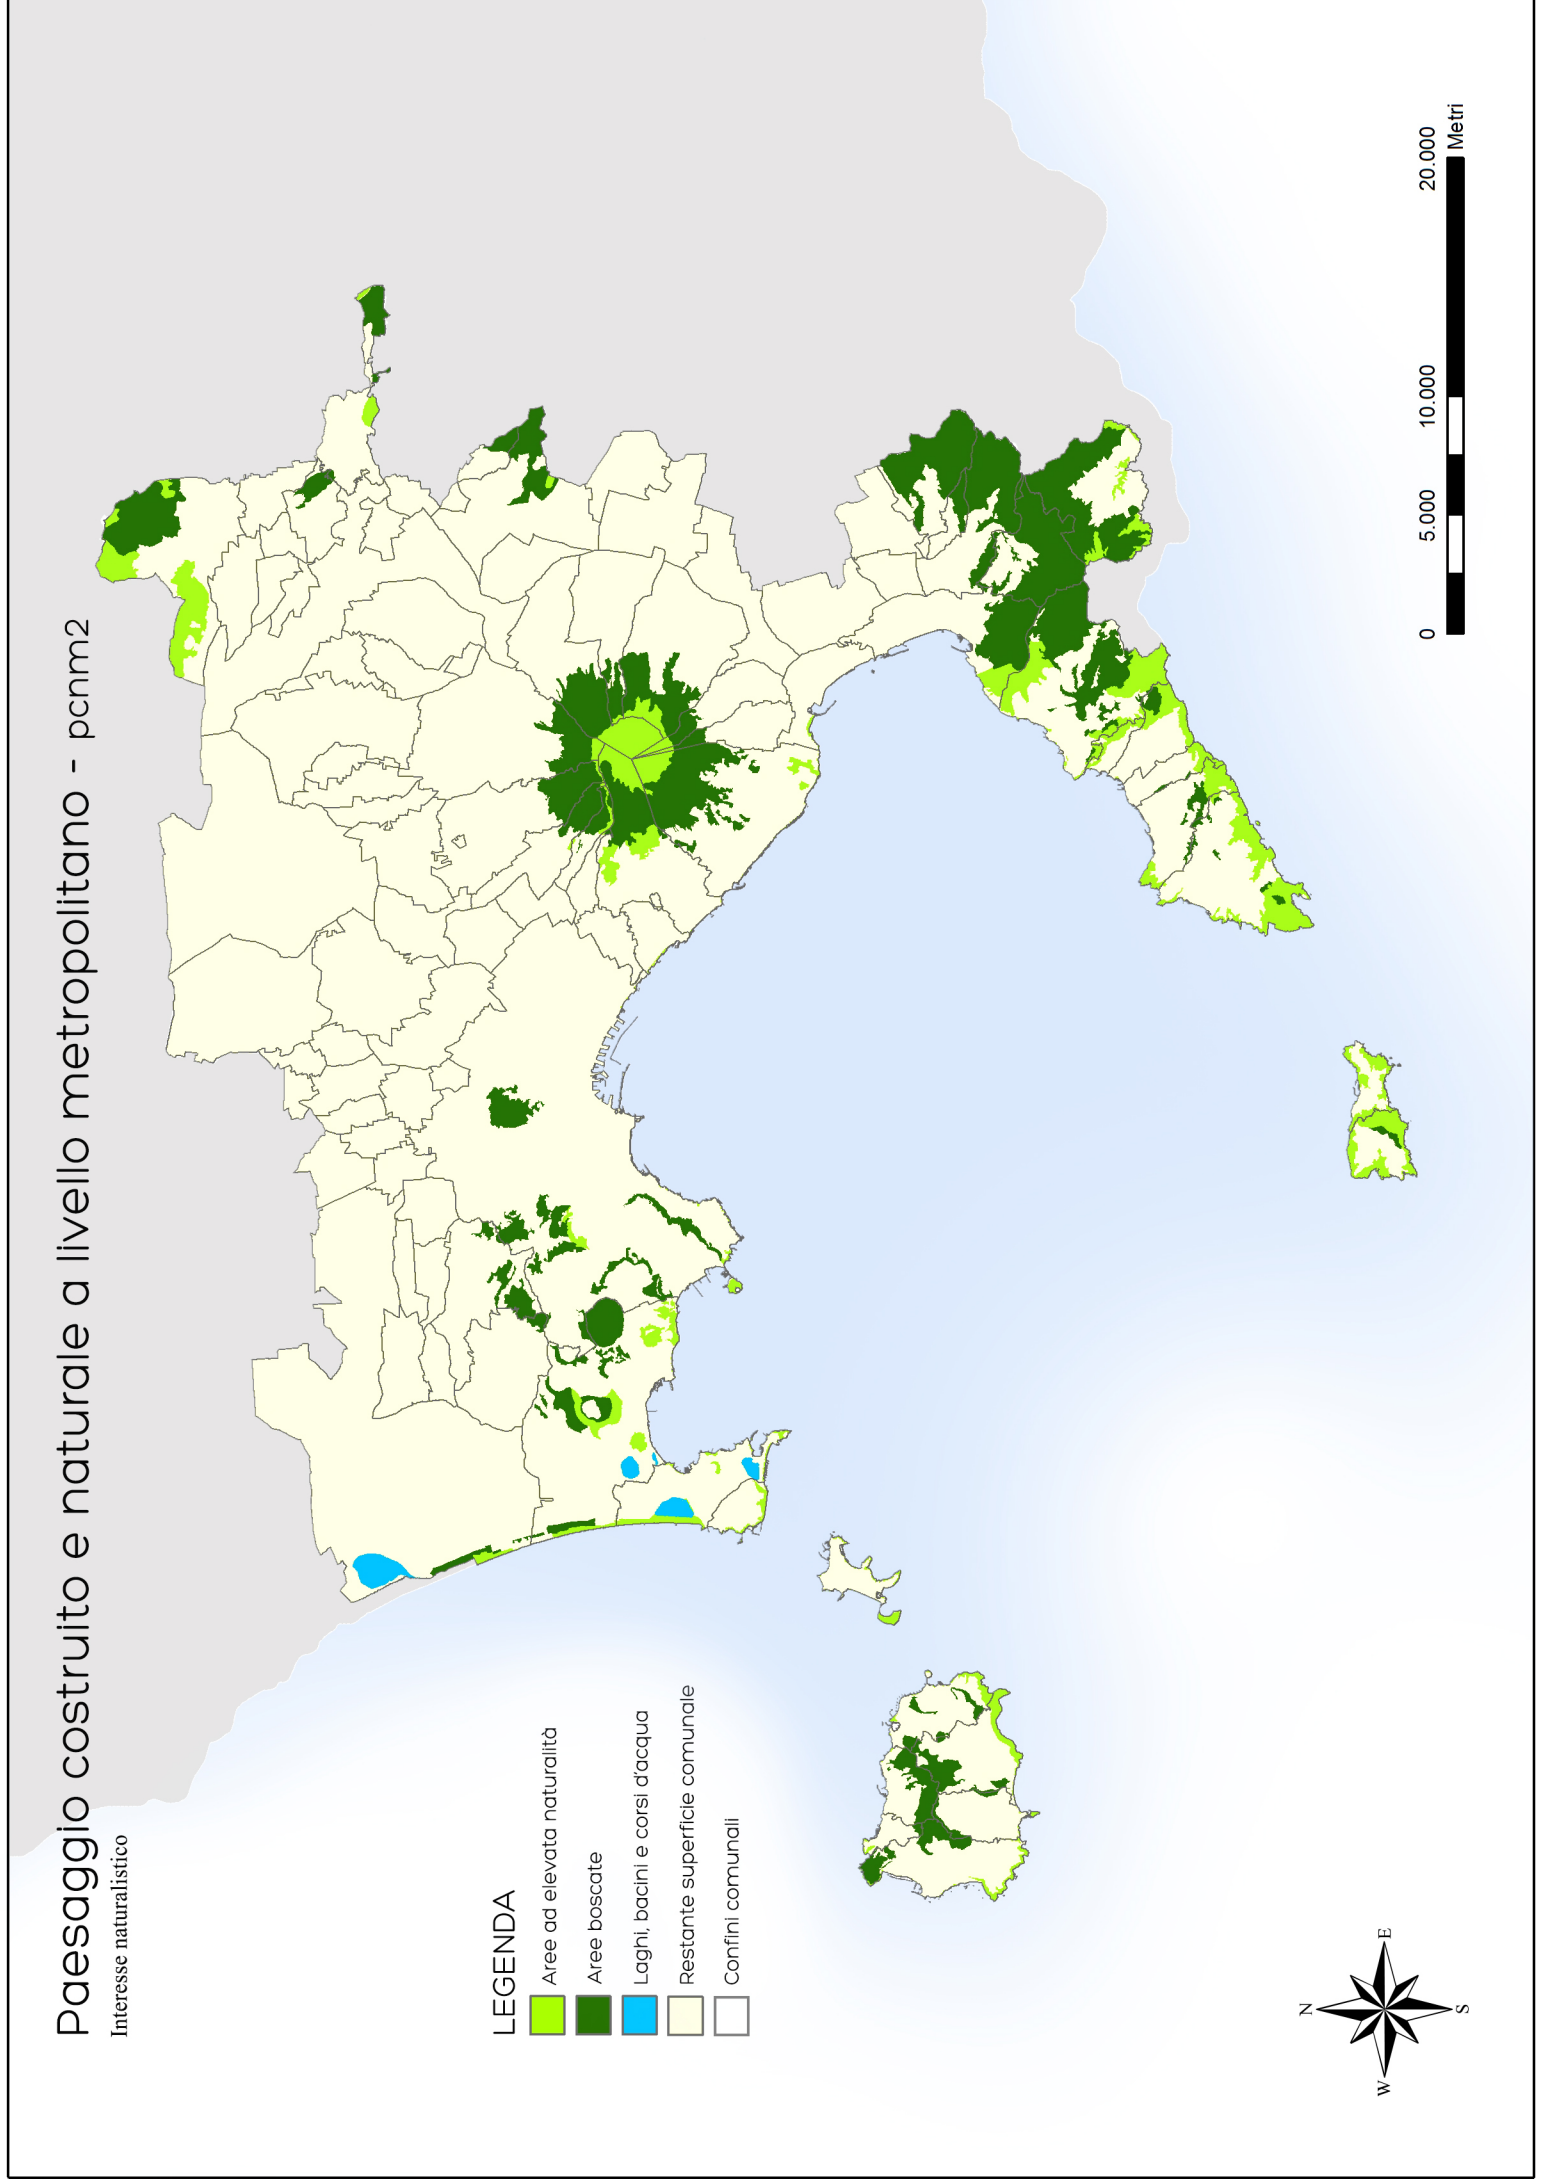 Paesaggio costruito e naturale a livello metropolitano - pcnm2
Interesse naturalistico
LEGENDA
Aree ad elevata naturalità
Aree boscate
Laghi, bacini e corsi d'acqua
Restante superficie comunale
Confini comunali
N
W
E
S
0
5.000
10.000
20.000
Metri